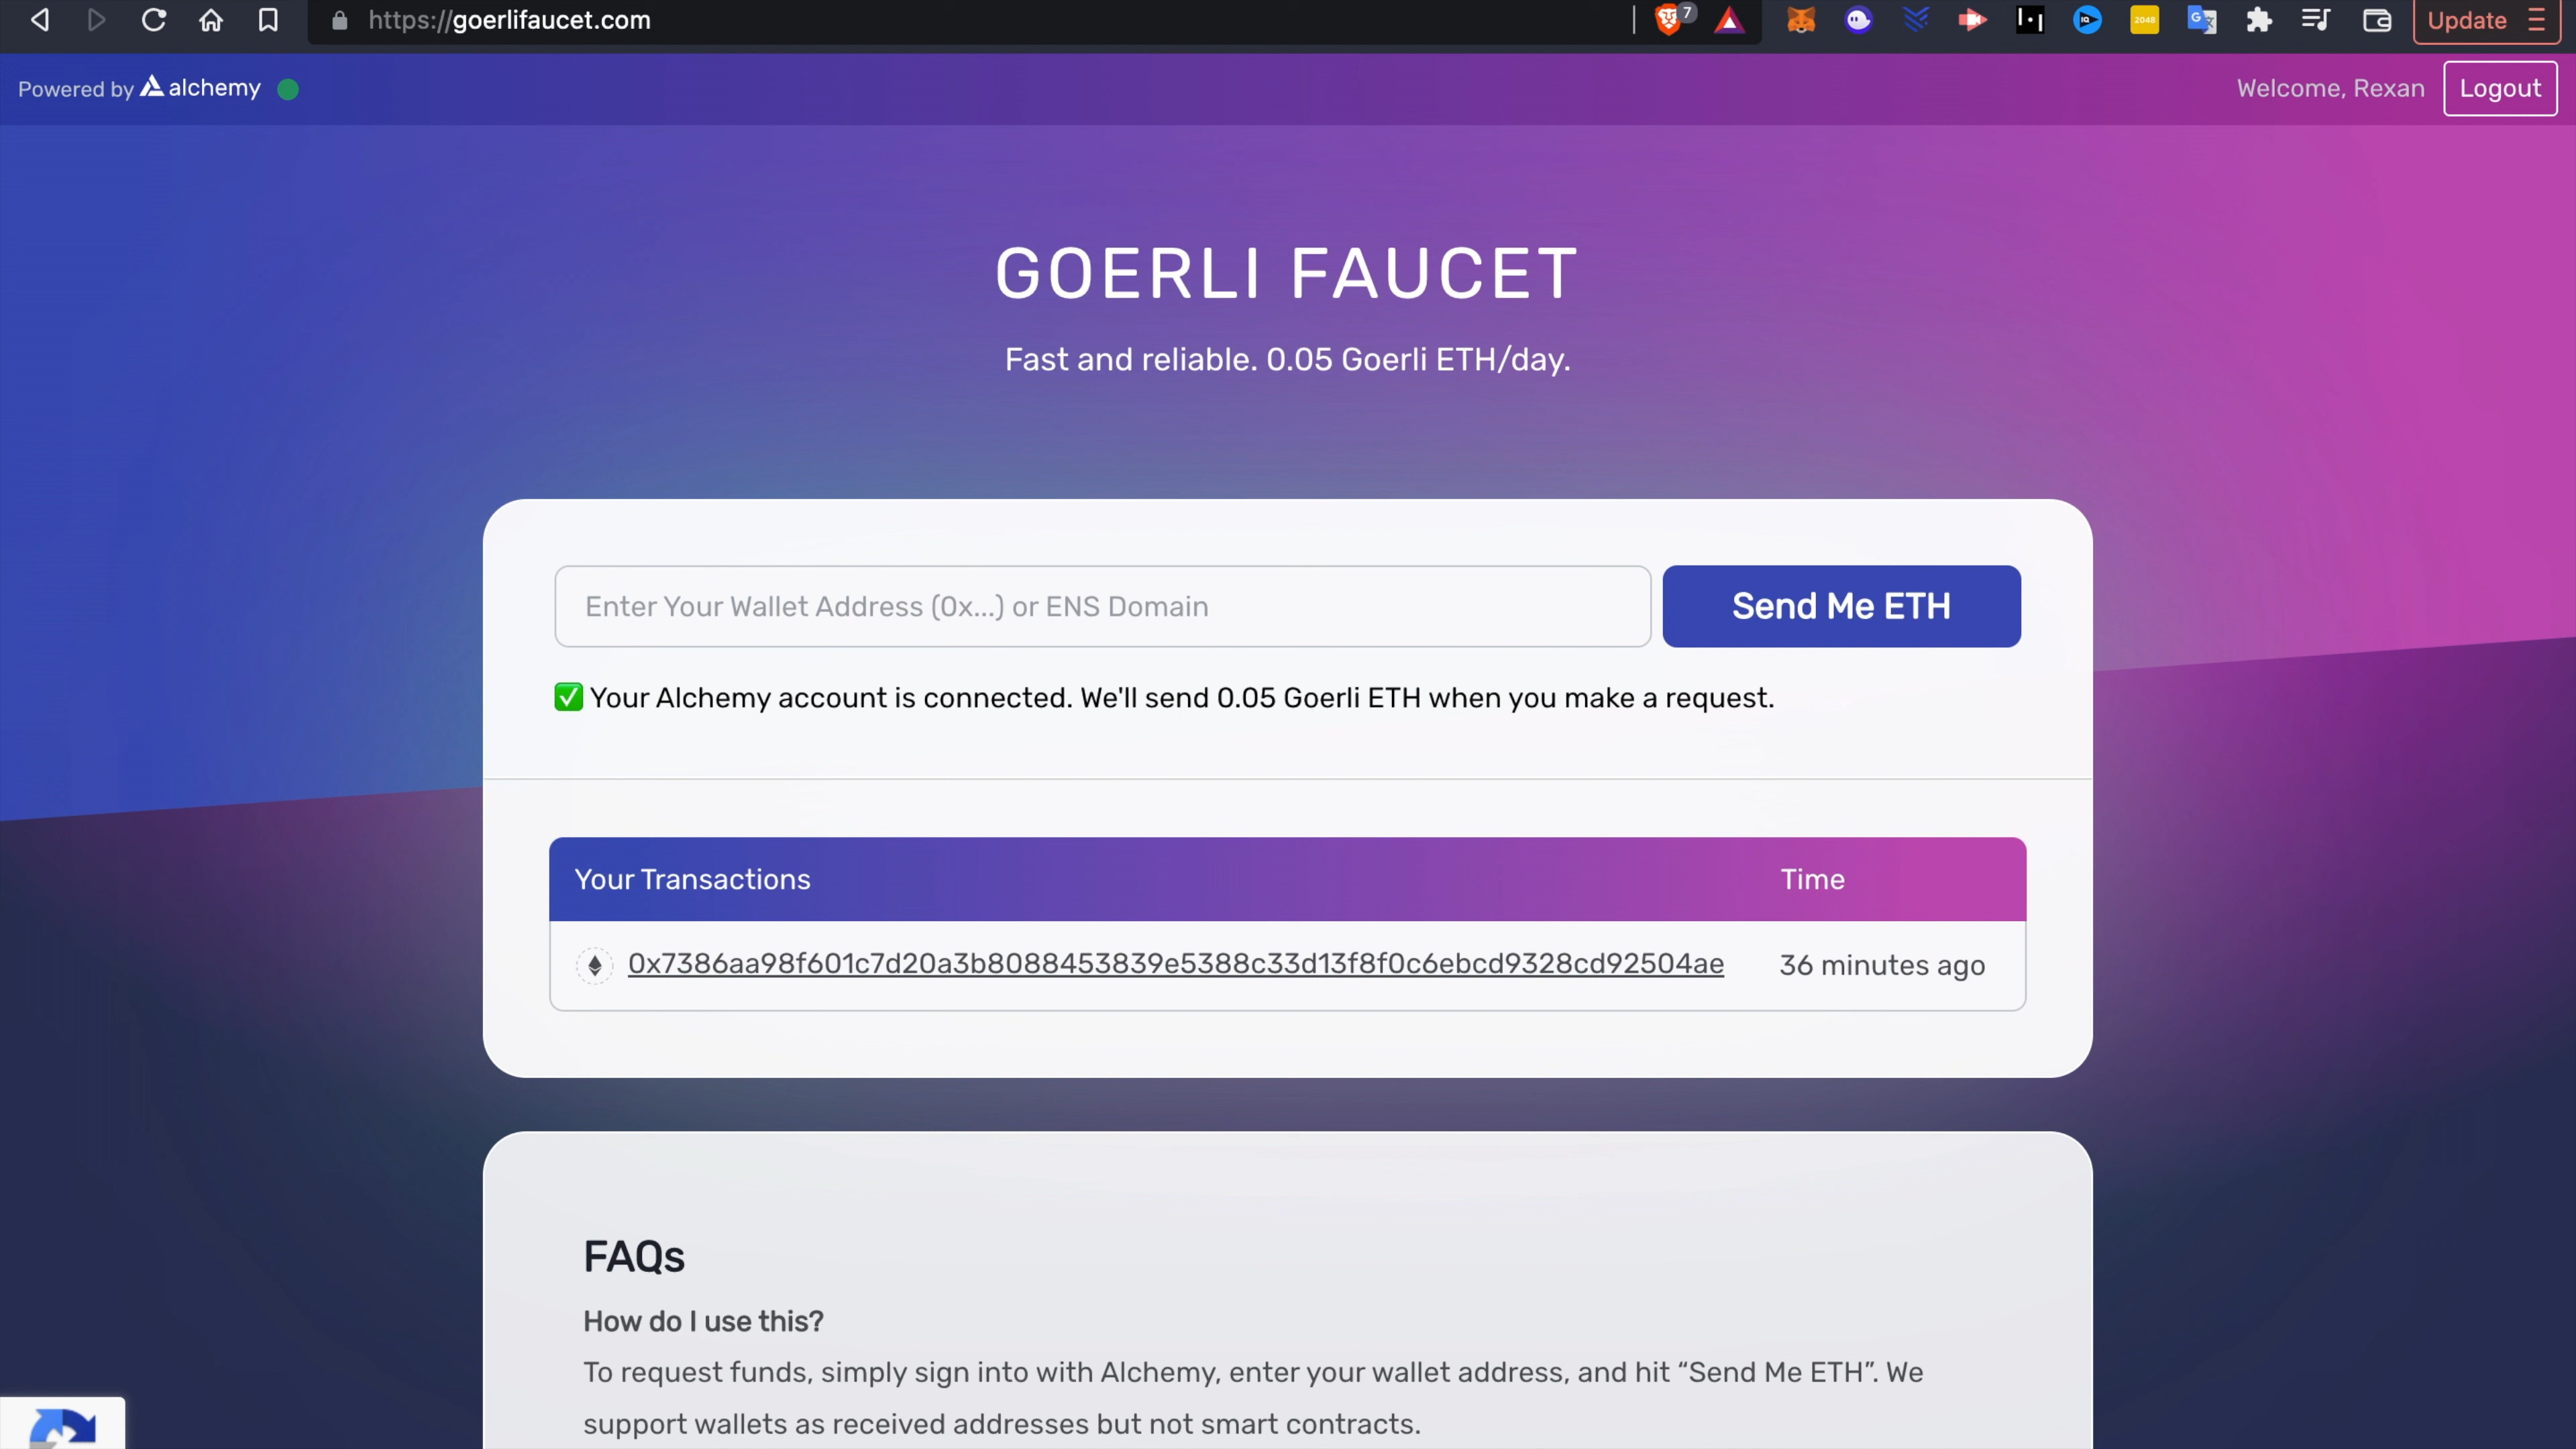 https://goerlifaucet.com
7
2048
Update
Powered by alchemy
Welcome, Rexan
Logout
GOERLI FAUCET
Fast and reliable. 0.05 Goerli ETH/day.
Enter Your Wallet Address (0x...) or ENS Domain
Send Me ETH
Your Alchemy account is connected. We'll send 0.05 Goerli ETH when you make a request.
Your Transactions
Time
0x7386aa98f601c7d20a3b8088453839e5388c33d13f8f0c6ebcd9328cd92504ae
36 minutes ago
FAQs
How do I use this?
To request funds, simply sign into with Alchemy, enter your wallet address, and hit “Send Me ETH”. We
support wallets as received addresses but not smart contracts.